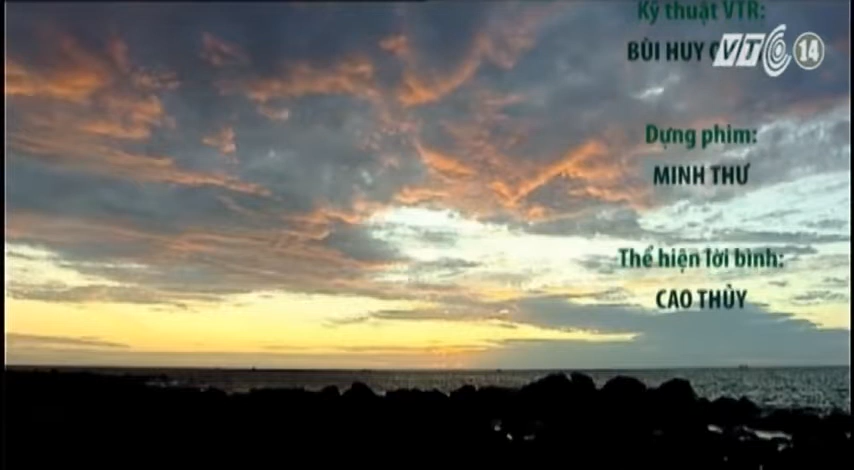 Kỹ thuật VTR:
BÙI HUY
VTC 14
Dựng phim:
MINH THƯ
Thể hiện lời bình:
CAO THỦY